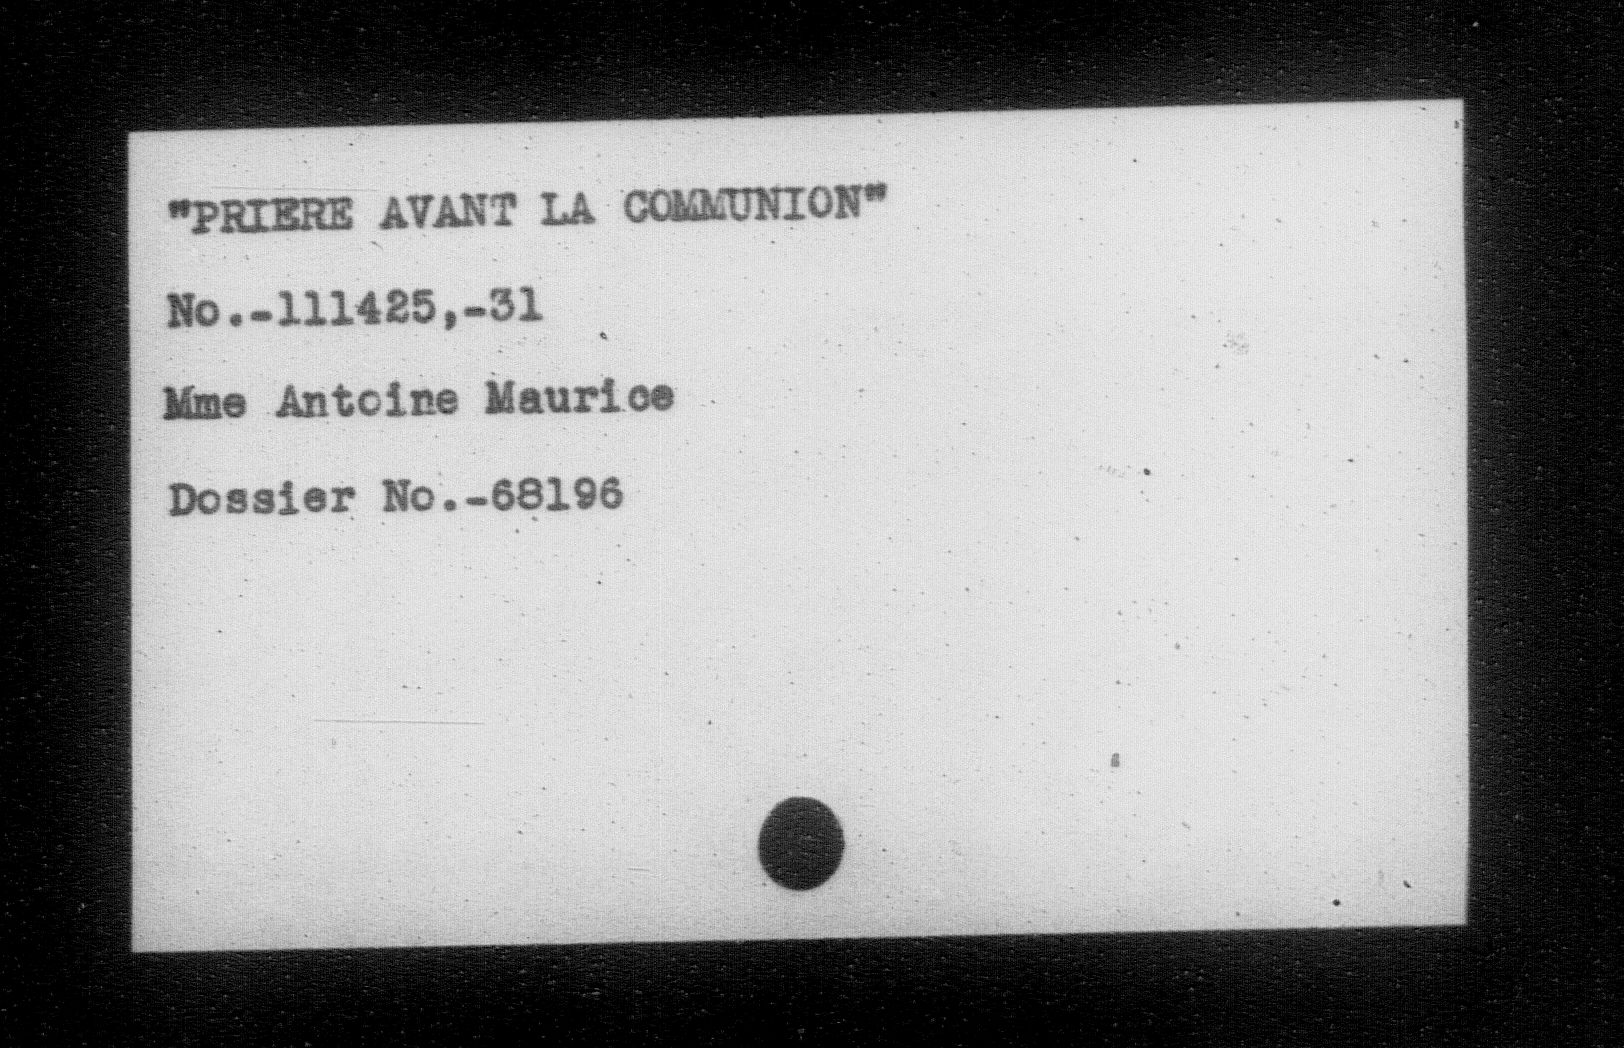 "PRIERE AVANT LA COMMUNION"
No.-111425,-31
Mme Antoine Maurice
Dossier No.-68196